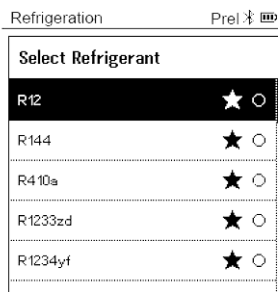 Refrigeration Prel
Select Refrigerant
R12
R144
R410a
R1233zd
R1234yf